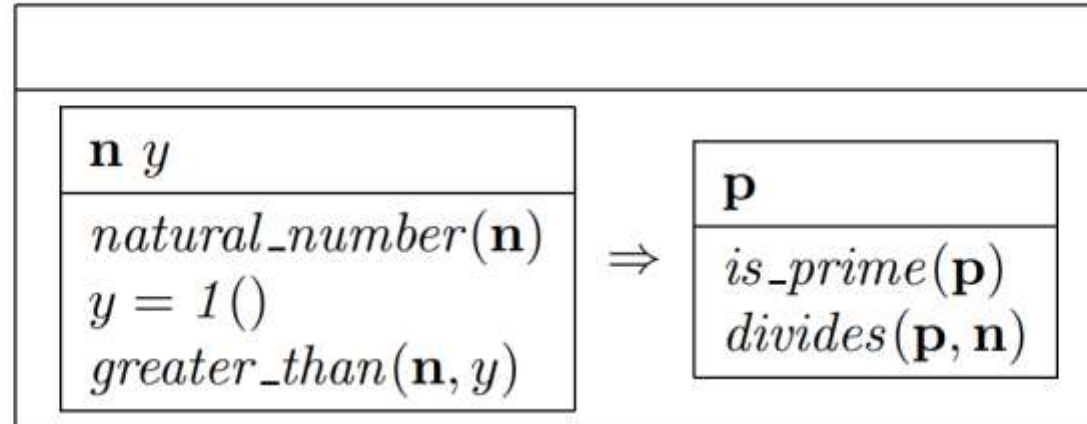 n y
natural_number(n)
y = 1()
greater_than(n, y)
⇒
p
is_prime(p)
divides(p, n)